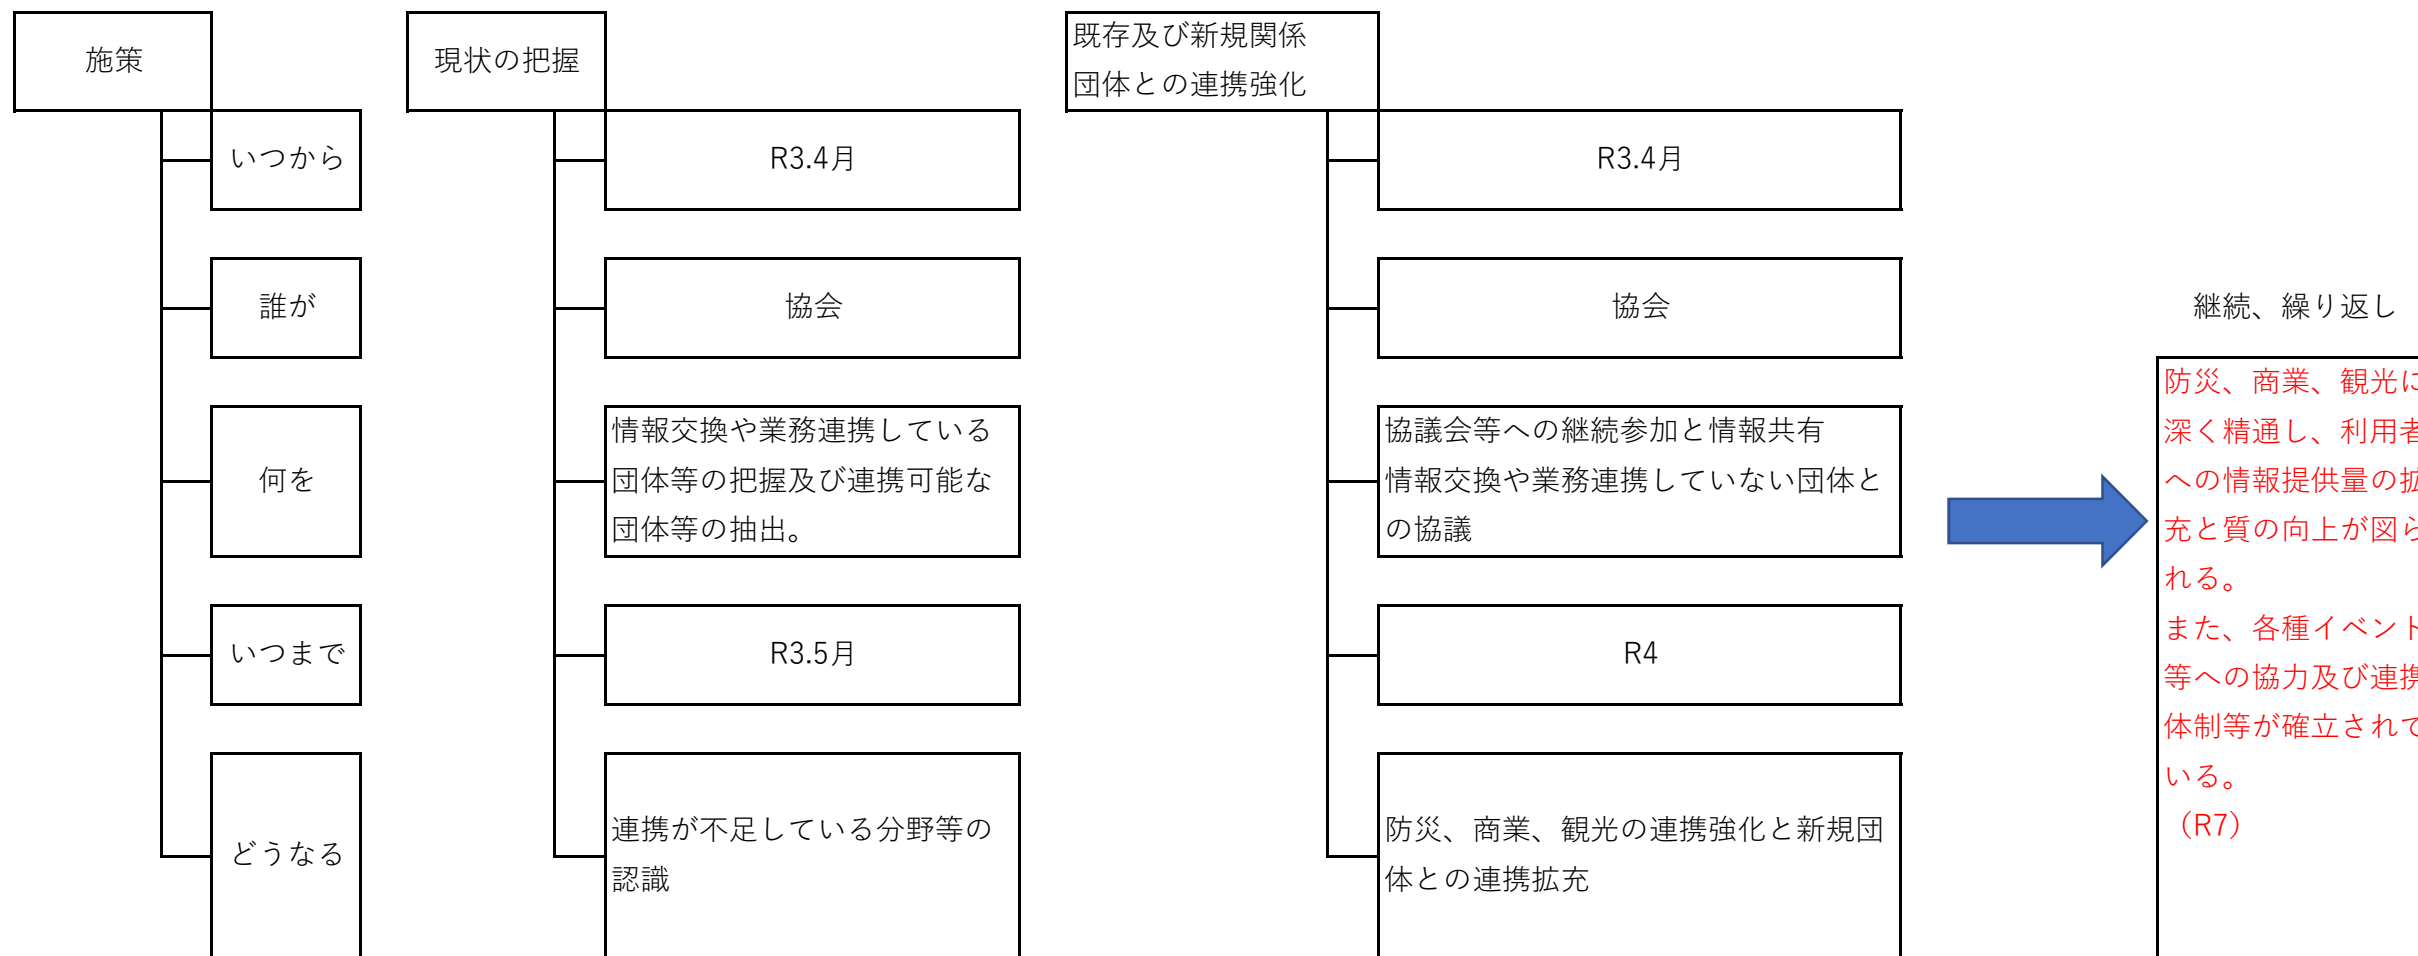 施策
いつから
誰が
何を
いつまで
どうなる
現状の把握
R3.4月
協会
情報交換や業務連携している
団体等の把握及び連携可能な
団体等の抽出。
R3.5月
連携が不足している分野等の
認識
既存及び新規関係
団体との連携強化
R3.4月
協会
協議会等への継続参加と情報共有
情報交換や業務連携していない団体と
の協議
R4
防災、商業、観光の連携強化と新規団
体との連携拡充
継続、繰り返し
防災、商業、観光に
深く精通し、利用者
への情報提供量の拡
充と質の向上が図ら
れる。
また、各種イベント
等への協力及び連携
体制等が確立されて
いる。
（R7）